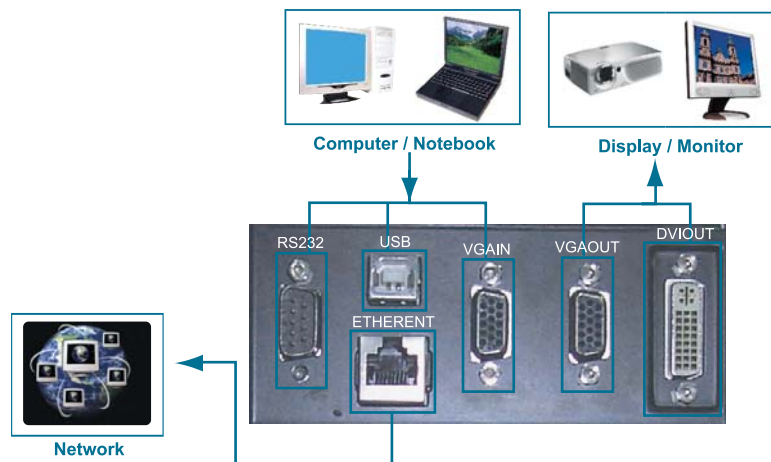 Computer / Notebook
Display / Monitor
RS232
USB
VGAIN
VGAOUT
DVIOUT
ETHERENT
Network